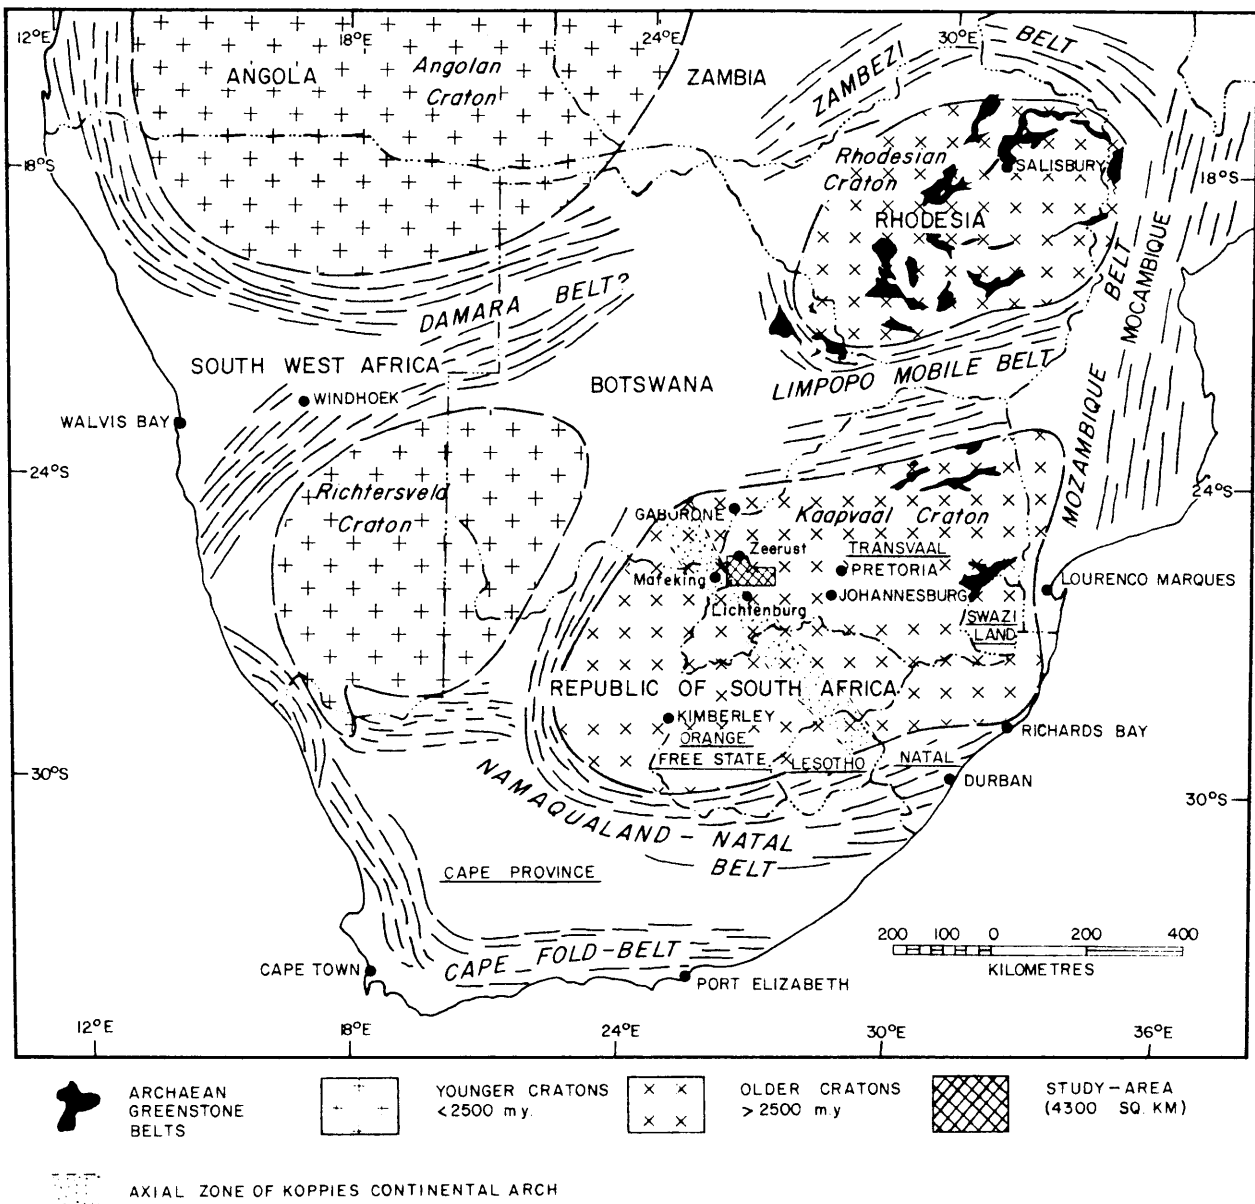 12°E
18°E
24°E
30°E
ANGOLA
Angolan
Craton
ZAMBIA
ZAMBEZI
BELT
18°S
Rhodesian
Craton
SALISBURY
18°S
RHODESIA
DAMARA BELT?
BELT
MOCAMBIQUE
SOUTH WEST AFRICA
BOTSWANA
LIMPOPO MOBILE BELT
WINDHOEK
WALVIS BAY
MOZAMBIQUE
24°S
24°S
Richtersveld
Craton
GABORONE
Kaapvaal Craton
Zeerust
TRANSVAAL
Mafeking
PRETORIA
LOURENCO MARQUES
Lichtenburg
JOHANNESBURG
SWAZI
LAND
REPUBLIC OF SOUTH AFRICA
KIMBERLEY
RICHARDS BAY
ORANGE
FREE STATE
LESOTHO
NATAL
30°S
DURBAN
30°S
NAMAQUALAND - NATAL
BELT
CAPE PROVINCE
200 100 0 200 400
KILOMETRES
CAPE FOLD-BELT
CAPE TOWN
PORT ELIZABETH
12°E
18°E
24°E
30°E
36°E
ARCHAEAN
GREENSTONE
BELTS
YOUNGER CRATONS
<2500 m.y.
OLDER CRATONS
>2500 m.y
STUDY-AREA
(4300 SQ. KM)
AXIAL ZONE OF KOPPIES CONTINENTAL ARCH